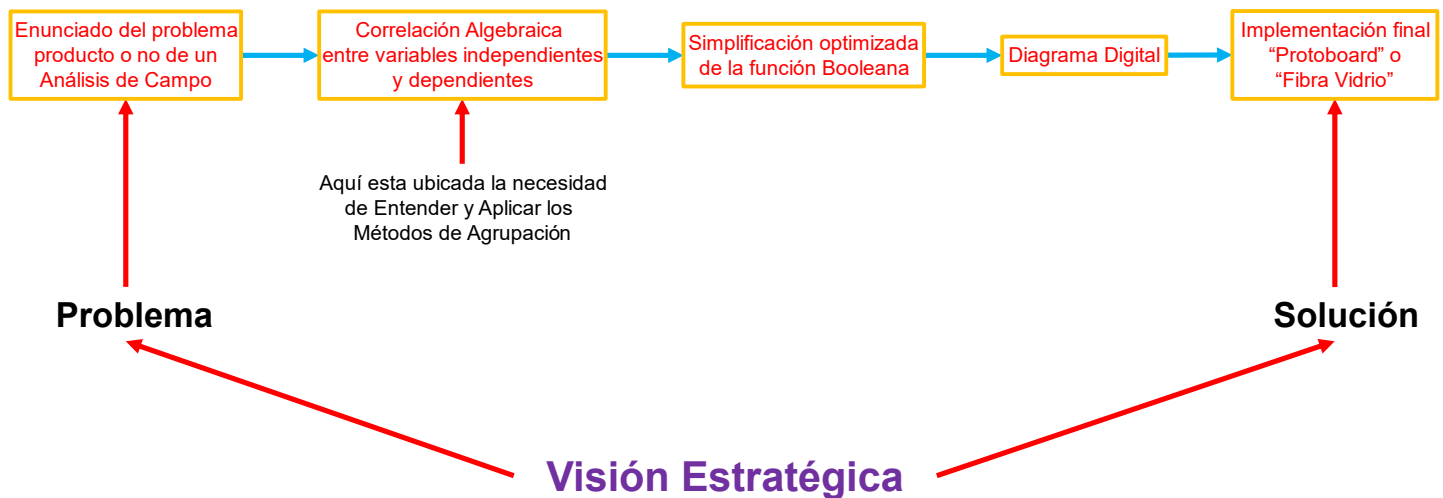 Enunciado del problema
producto o no de un
Análisis de Campo
Correlación Algebraica
entre variables independientes
y dependientes
Simplificación optimizada
de la función Booleana
Diagrama Digital
Implementación final
“Protoboard” o
“Fibra Vidrio”
Aquí esta ubicada la necesidad
de Entender y Aplicar los
Métodos de Agrupación
Problema
Solución
Visión Estratégica